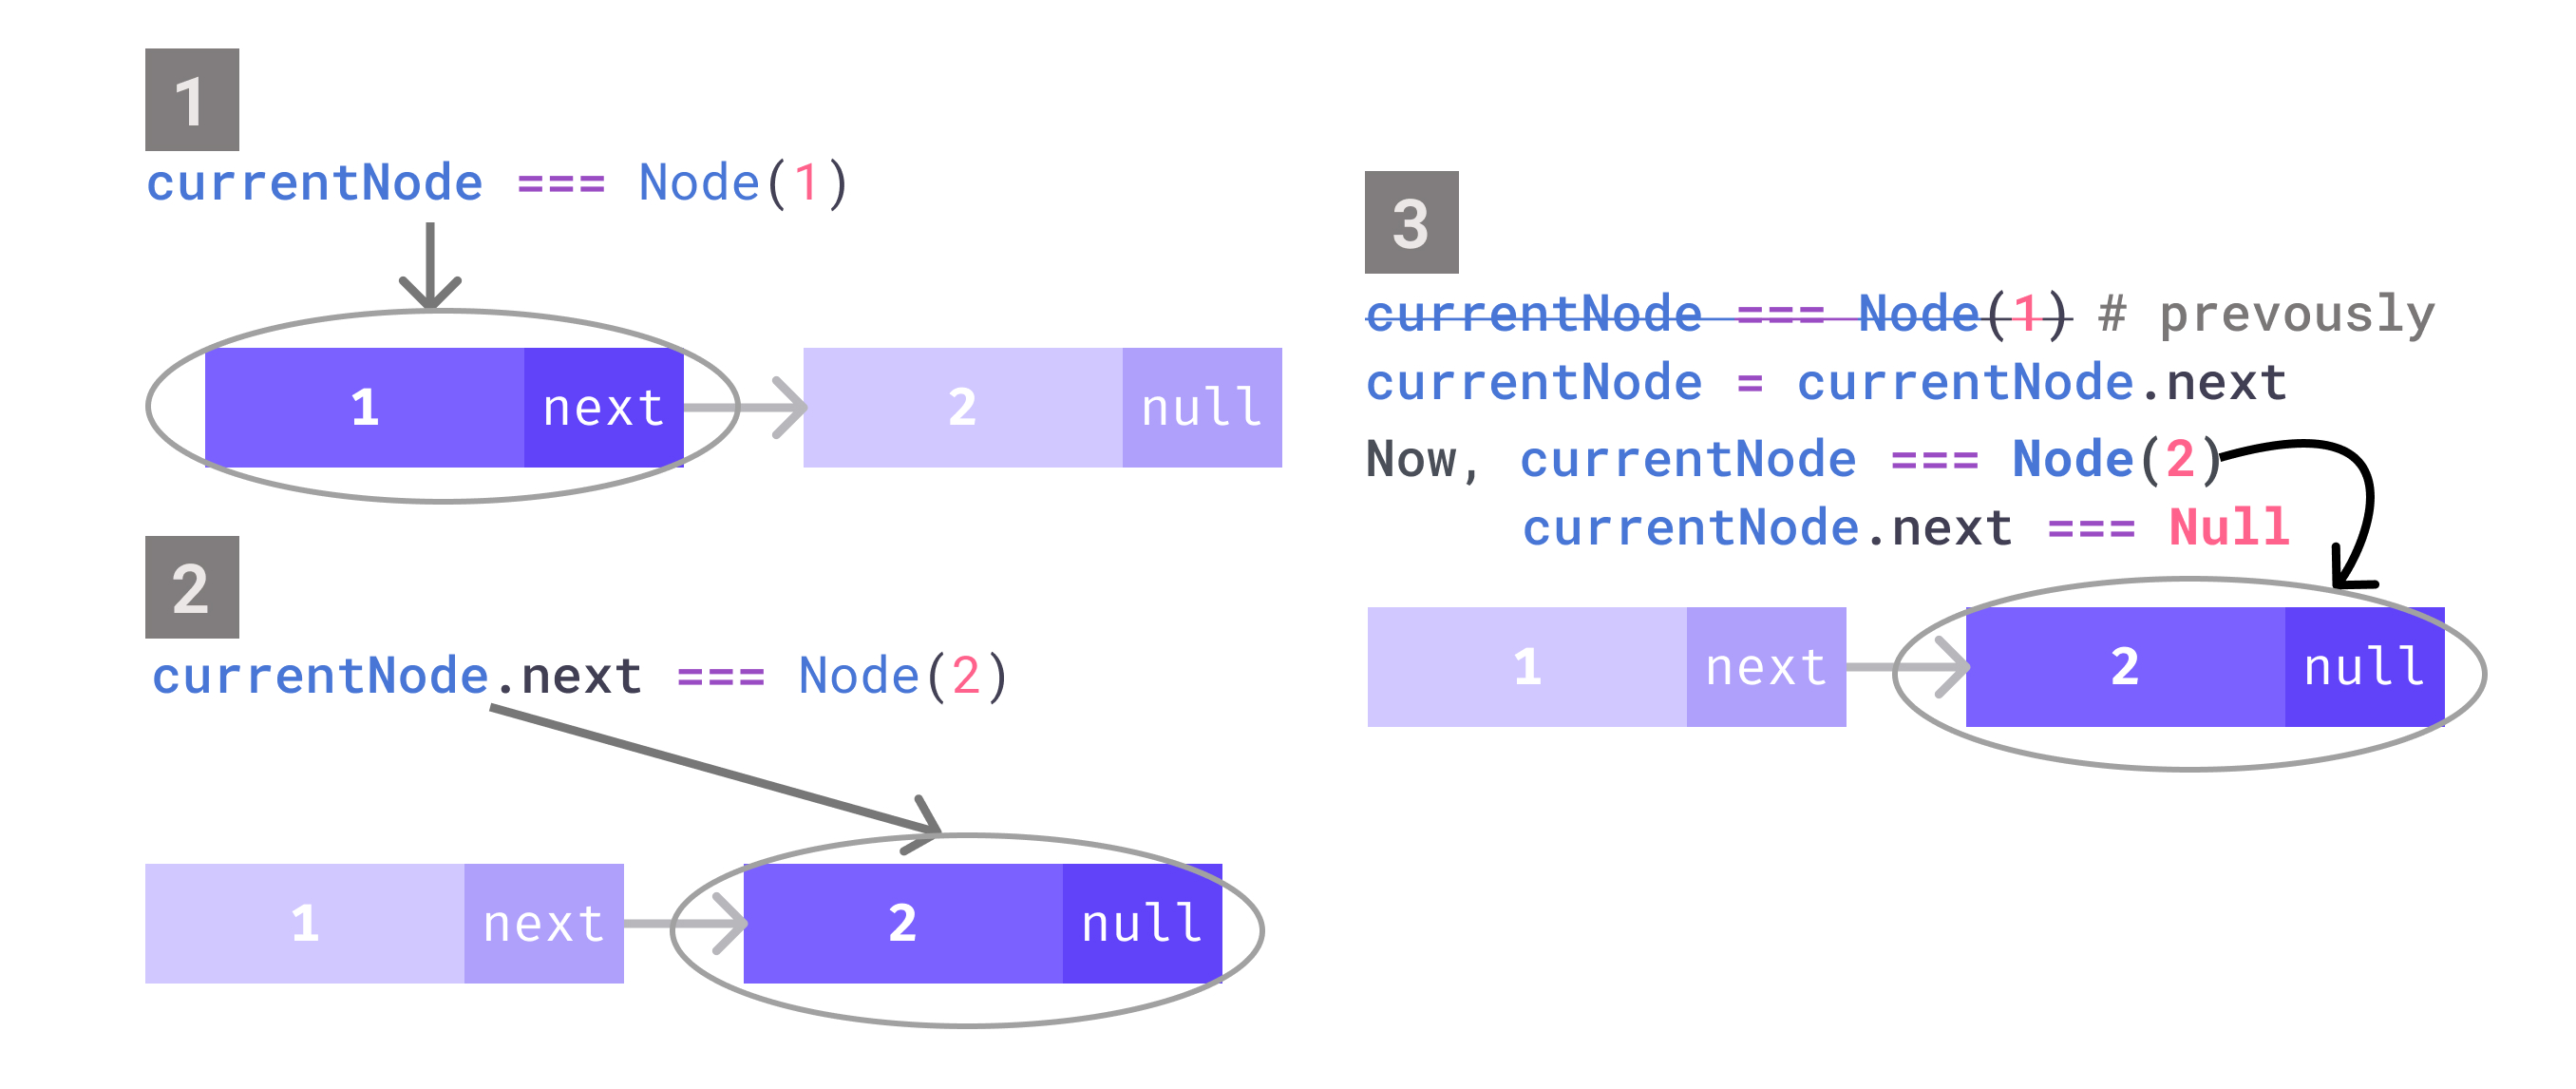 1
currentNode === Node(1)
1 next 2 null
2
currentNode.next === Node(2)
1 next 2 null
3
currentNode === Node(1) # prevously
currentNode = currentNode.next
Now, currentNode === Node(2)
currentNode.next === Null
1 next 2 null